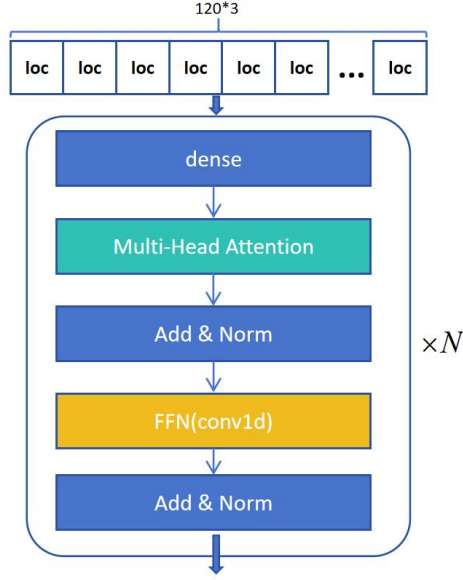 120*3
loc loc loc loc loc loc ... loc
dense
Multi-Head Attention
Add & Norm
×N
FFN(conv1d)
Add & Norm